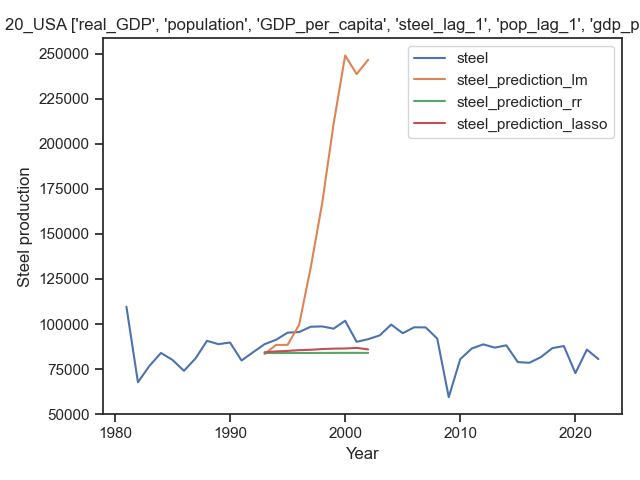 20_USA ['real_GDP', 'population', 'GDP_per_capita', 'steel_lag_1', 'pop_lag_1', 'gdp_p
250000
225000
200000
175000
150000
125000
100000
75000
50000
Steel production
steel
steel_prediction_lm
steel_prediction_rr
steel_prediction_lasso
1980
1990
2000
2010
2020
Year